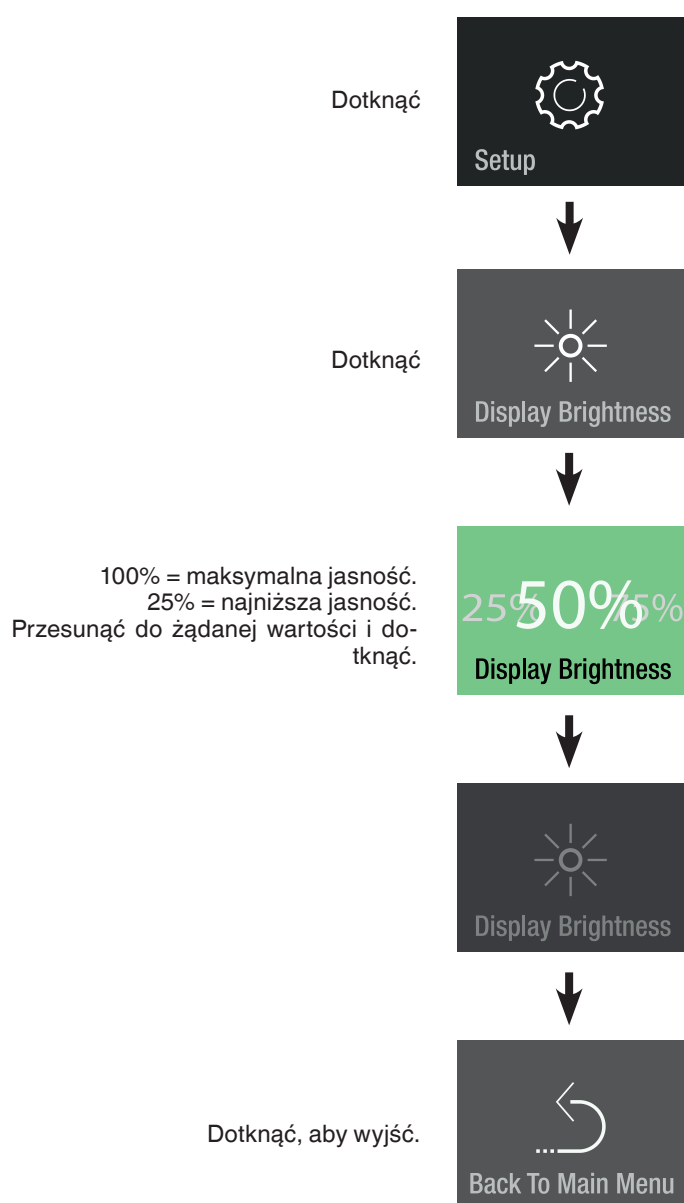 Dotknąć
Setup
Dotknąć
Display Brightness
100% = maksymalna jasność.
25% = najniższa jasność.
Przesunąć do żądanej wartości i do-
tknąć.
25% 50% 75%
Display Brightness
Display Brightness
Dotknąć, aby wyjść.
Back To Main Menu